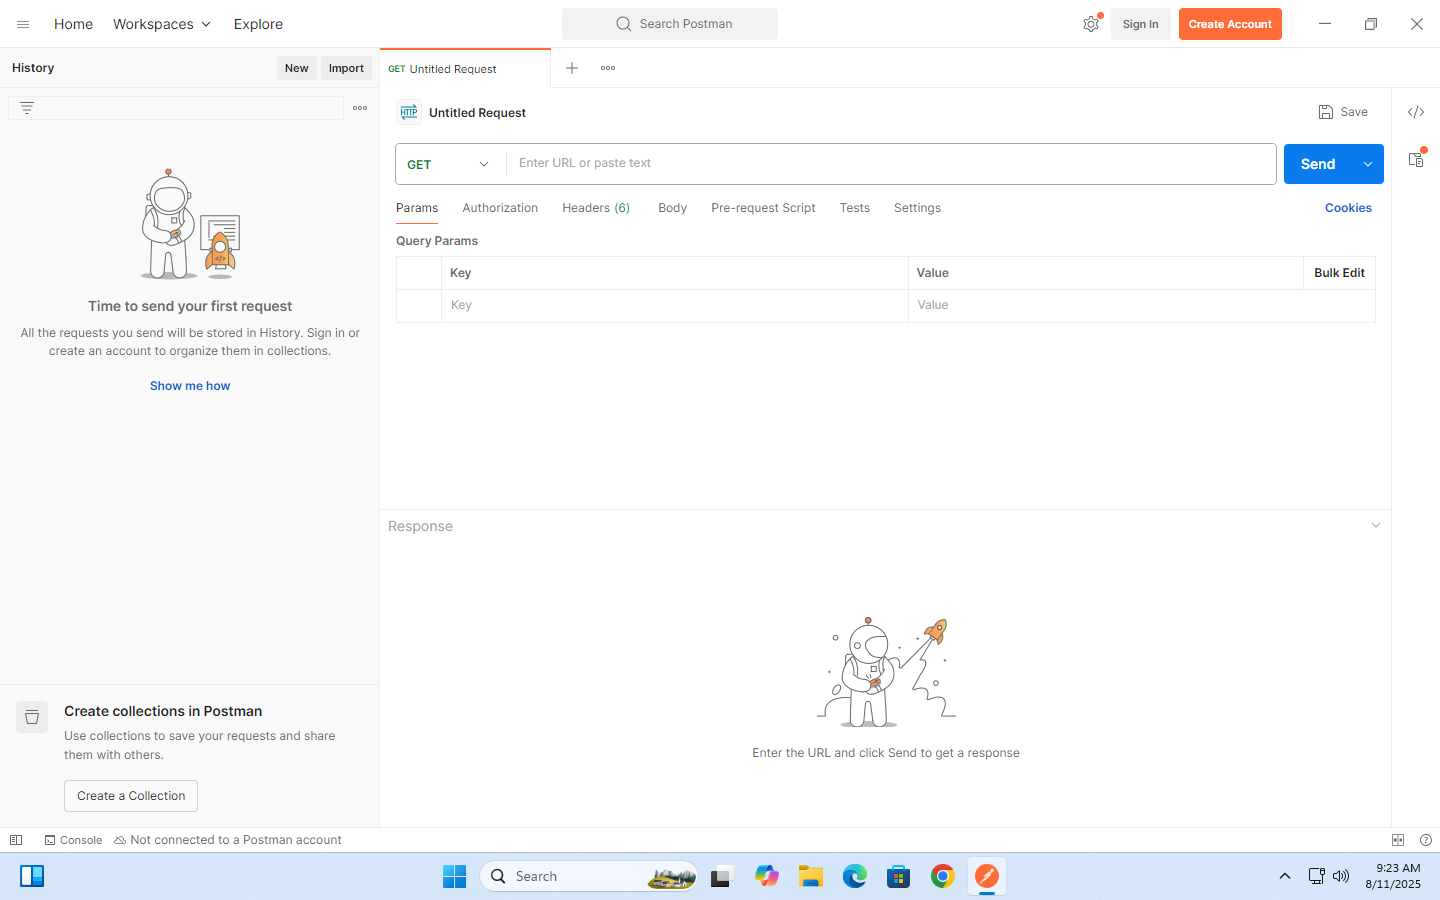 Home
Workspaces
Explore
Search Postman
Sign In
Create Account
History
New
Import
GET Untitled Request
HTTP
Untitled Request
Save
GET
Enter URL or paste text
Send
Params
Authorization
Headers (6)
Body
Pre-request Script
Tests
Settings
Cookies
Query Params
Key
Value
Bulk Edit
Key
Value
Time to send your first request
All the requests you send will be stored in History. Sign in or
create an account to organize them in collections.
Show me how
Response
Enter the URL and click Send to get a response
Create collections in Postman
Use collections to save your requests and share
them with others.
Create a Collection
Console
Not connected to a Postman account
Search
9:23 AM
8/11/2025